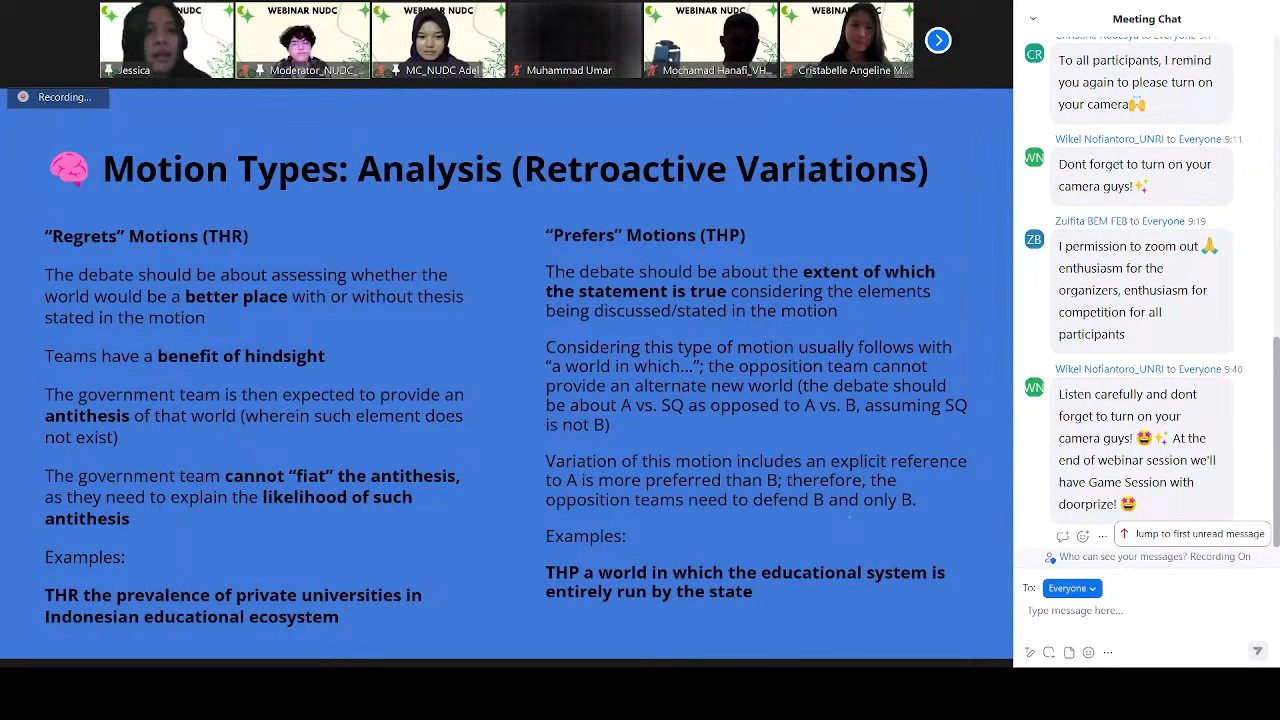 WEBINAR NUDC
WEBINAR NUDC
WEBINAR NUDC
WEBINAR NUDC
Jessica
Moderator_NUDC_...
MC_NUDC Adel
Muhammad Umar
Mochamad Hanafi_VH...
Cristabelle Angeline M...
Recording...
Motion Types: Analysis (Retroactive Variations)
“Regrets” Motions (THR)
The debate should be about assessing whether the
world would be a better place with or without thesis
stated in the motion
Teams have a benefit of hindsight
The government team is then expected to provide an
antithesis of that world (wherein such element does
not exist)
The government team cannot “fiat” the antithesis,
as they need to explain the likelihood of such
antithesis
Examples:
THR the prevalence of private universities in
Indonesian educational ecosystem
“Prefers” Motions (THP)
The debate should be about the extent of which
the statement is true considering the elements
being discussed/stated in the motion
Considering this type of motion usually follows with
“a world in which...”; the opposition team cannot
provide an alternate new world (the debate should
be about A vs. SQ as opposed to A vs. B, assuming SQ
is not B)
Variation of this motion includes an explicit reference
to A is more preferred than B; therefore, the
opposition teams need to defend B and only B.
Examples:
THP a world in which the educational system is
entirely run by the state
Meeting Chat
to Everyone
CR
To all participants, I remind
you again to please turn on
your camera🙌
Wikel Nofiantoro_UNRI to Everyone 9:11
WN
Dont forget to turn on your
camera guys!✨
Zulfita BEM FEB to Everyone 9:19
ZB
I permission to zoom out🙏
enthusiasm for the
organizers, enthusiasm for
competition for all
participants
Wikel Nofiantoro_UNRI to Everyone 9:40
WN
Listen carefully and dont
forget to turn on your
camera guys! 🤩✨ At the
end of webinar session we'll
have Game Session with
doorprize! 🤩
Jump to first unread message
Who can see your messages? Recording On
To: Everyone
Type message here...